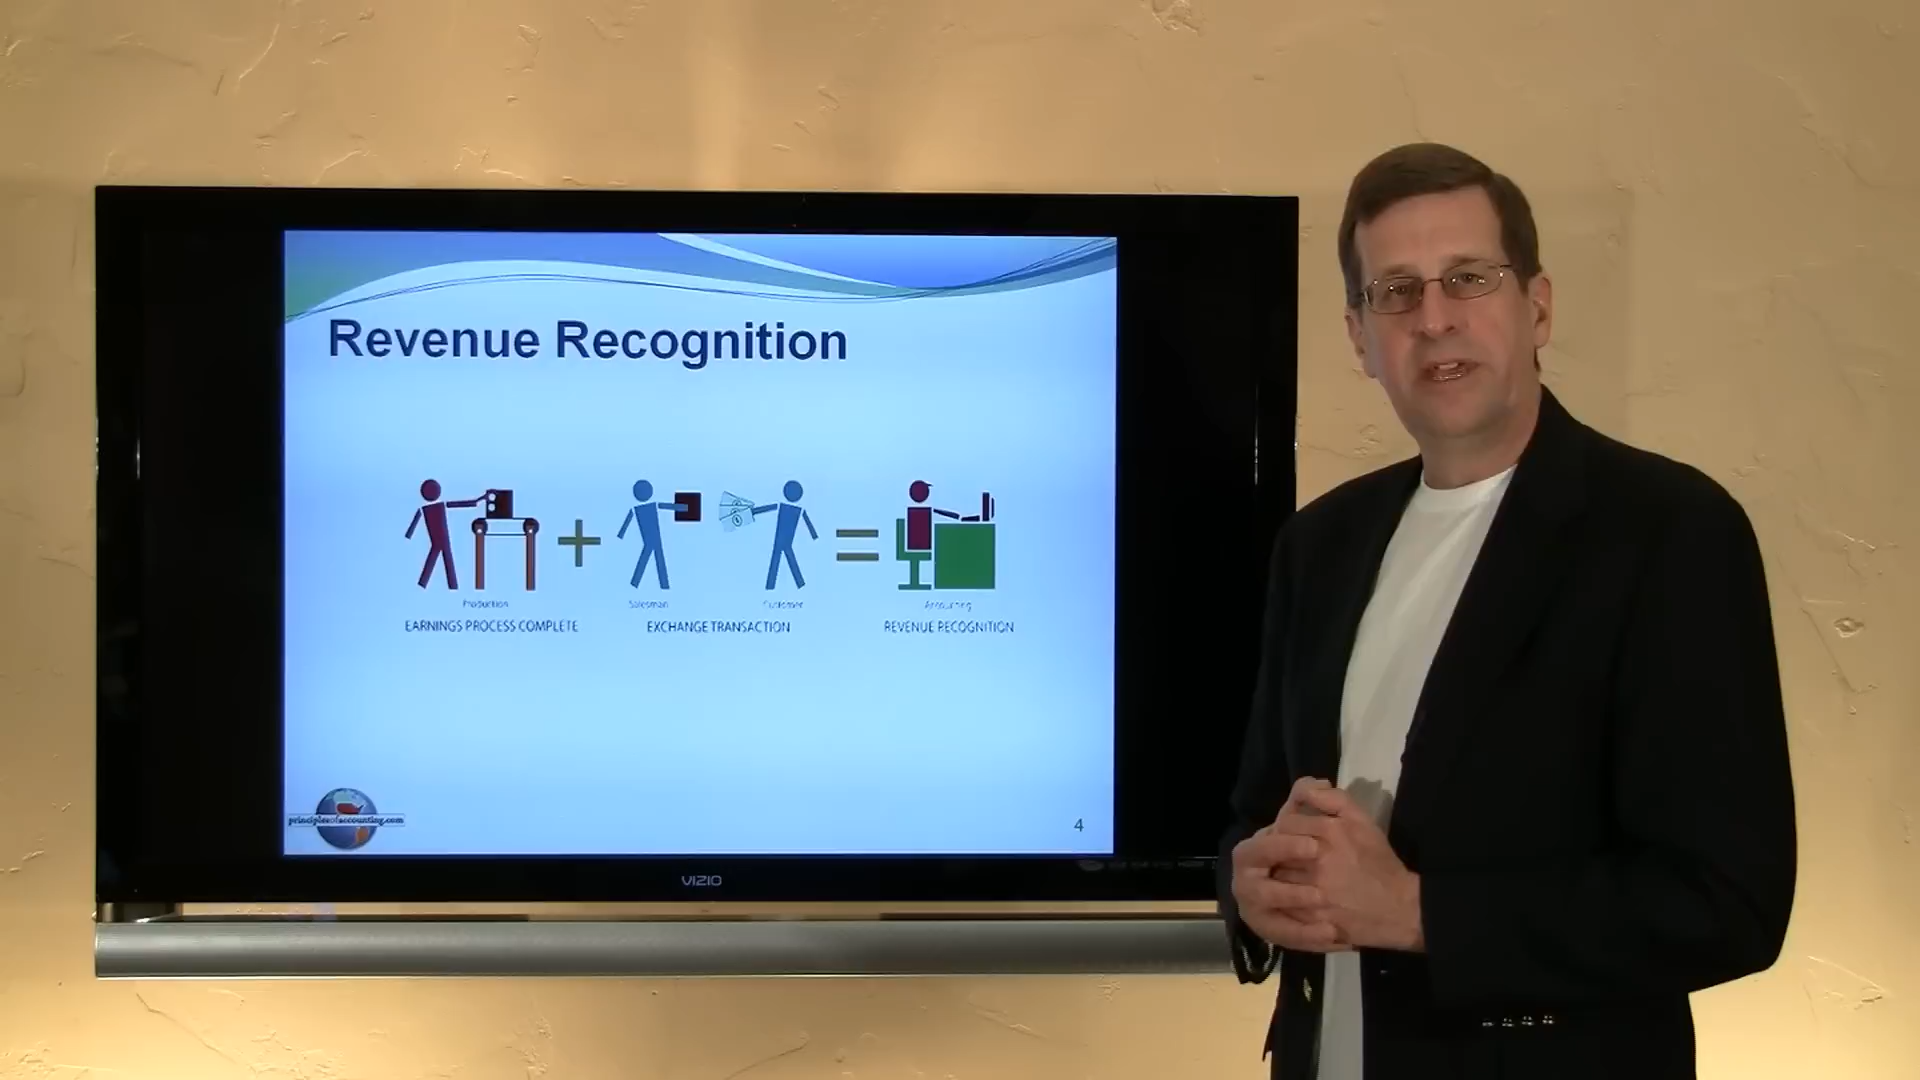 Revenue Recognition
Production
Salesman
Customer
Accounting
EARNINGS PROCESS COMPLETE
EXCHANGE TRANSACTION
REVENUE RECOGNITION
principlesofaccounting.com
4
VIZIO